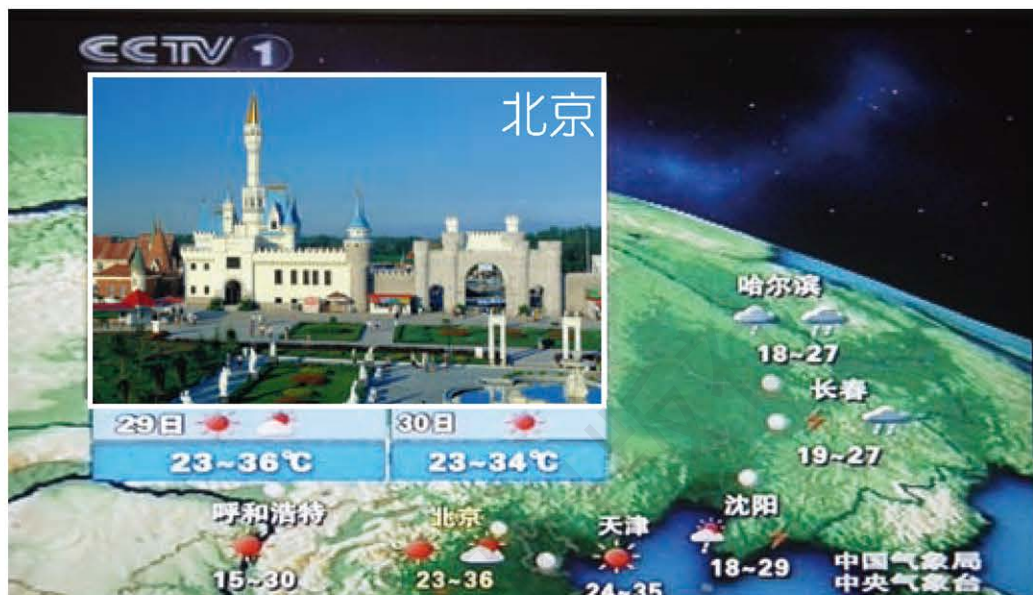 CCTV 1
北京
29日
30日
23~36℃
23~34℃
哈尔滨
18~27
长春
19~27
沈阳
18~29
呼和浩特
15~30
北京
23~36
天津
24~35
中国气象局
中央气象台